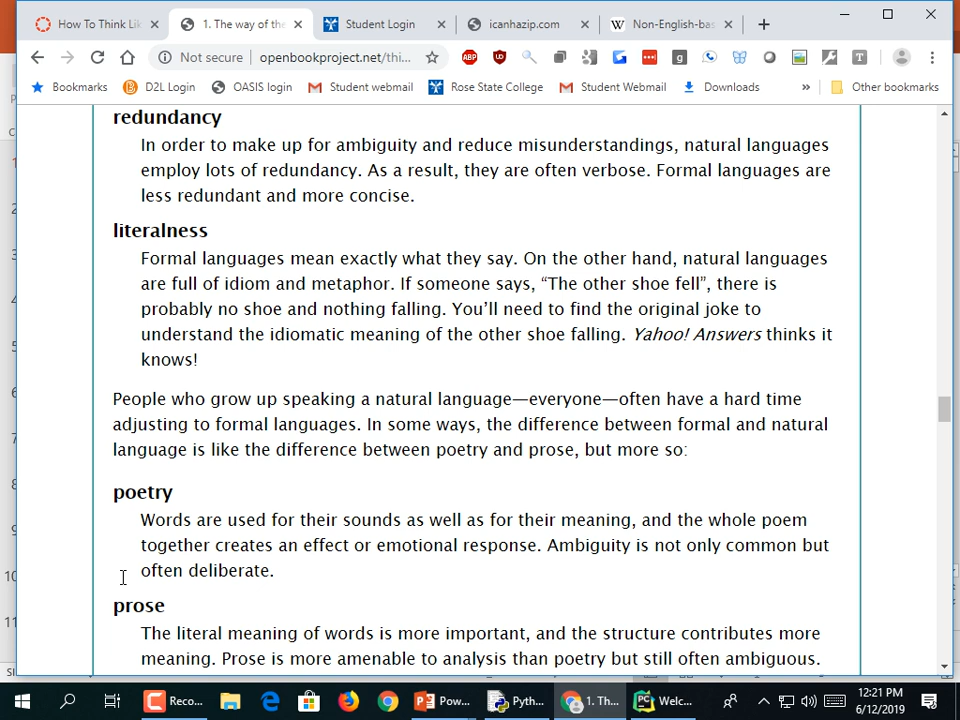 How To Think Lik
1. The way of the
Student Login
icanhazip.com
Non-English-bas
Not secure
openbookproject.net/thi...
Bookmarks
D2L Login
OASIS login
Student webmail
Rose State College
Student Webmail
Downloads
»
Other bookmarks
redundancy
In order to make up for ambiguity and reduce misunderstandings, natural languages
employ lots of redundancy. As a result, they are often verbose. Formal languages are
less redundant and more concise.
literalness
Formal languages mean exactly what they say. On the other hand, natural languages
are full of idiom and metaphor. If someone says, “The other shoe fell”, there is
probably no shoe and nothing falling. You’ll need to find the original joke to
understand the idiomatic meaning of the other shoe falling. Yahoo! Answers thinks it
knows!
People who grow up speaking a natural language—everyone—often have a hard time
adjusting to formal languages. In some ways, the difference between formal and natural
language is like the difference between poetry and prose, but more so:
poetry
Words are used for their sounds as well as for their meaning, and the whole poem
together creates an effect or emotional response. Ambiguity is not only common but
often deliberate.
prose
The literal meaning of words is more important, and the structure contributes more
meaning. Prose is more amenable to analysis than poetry but still often ambiguous.
10
11
Reco...
Pow...
Pyth...
1. Th...
Welc...
12:21 PM
6/12/2019